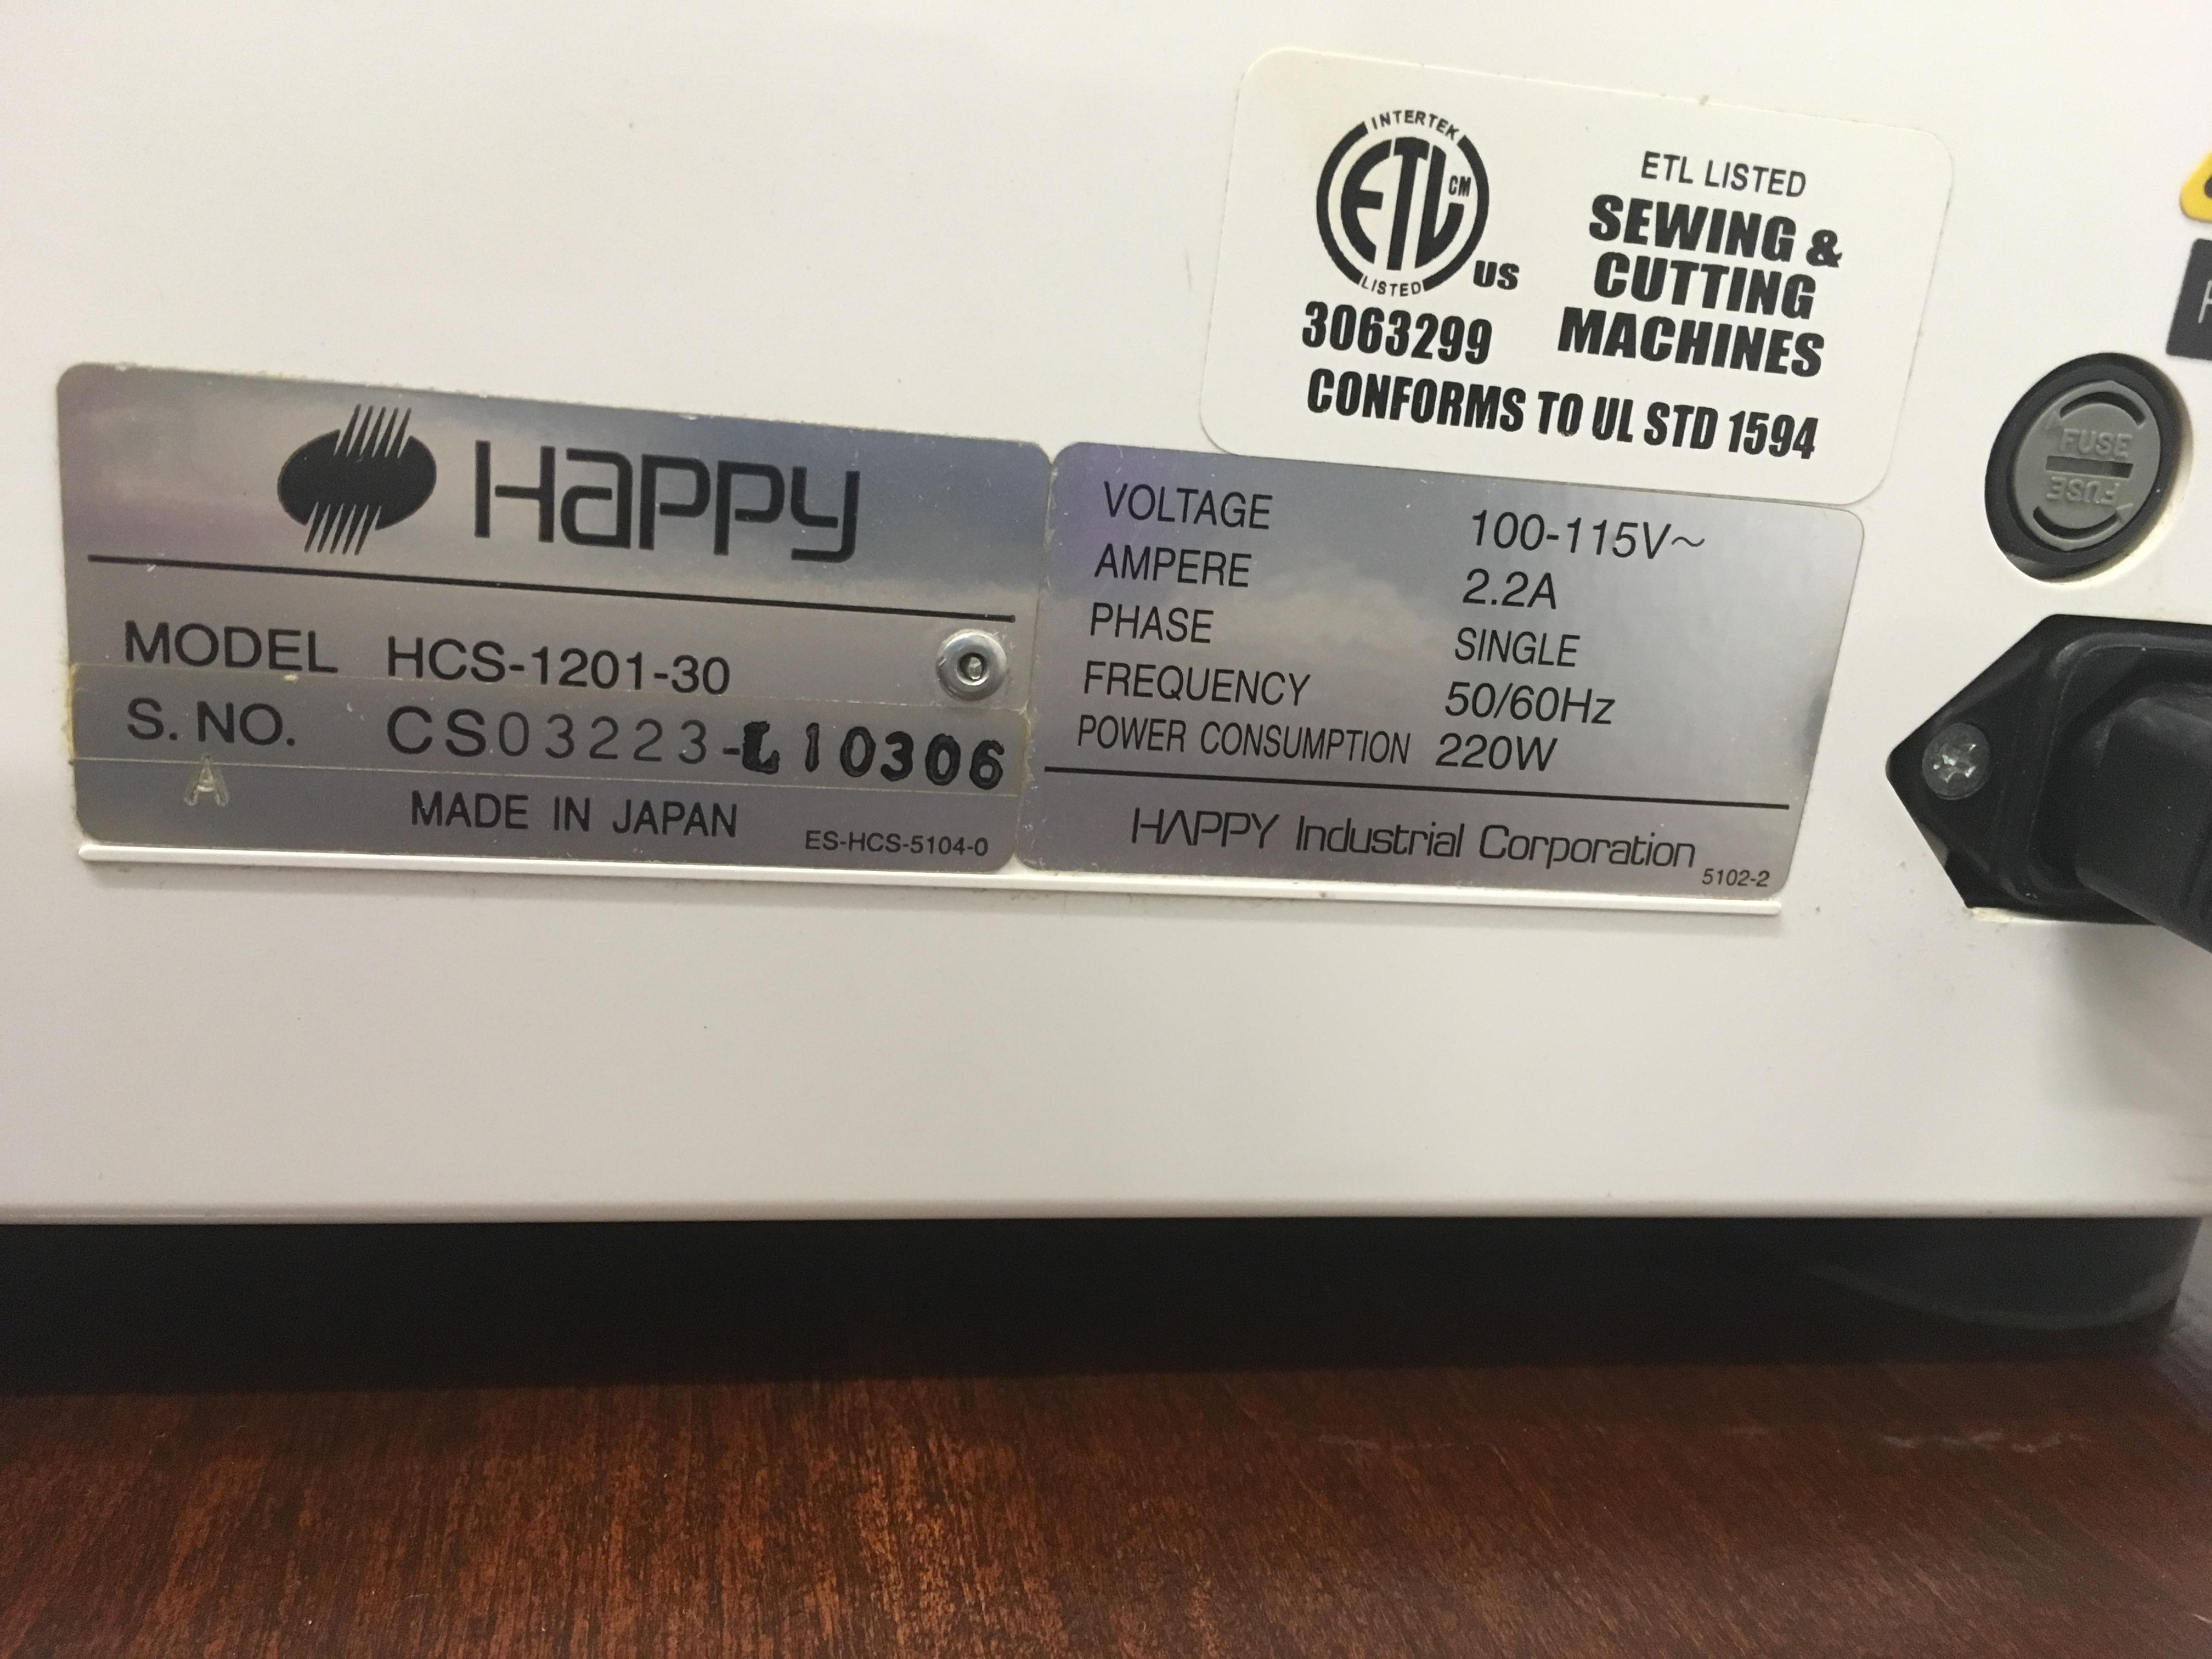 INTERTEK
ETL CM
LISTED US
3063299
ETL LISTED
SEWING &
CUTTING
MACHINES
CONFORMS TO UL STD 1594
Happy
MODEL HCS-1201-30
S. NO. CS03223-L10306
A
MADE IN JAPAN
ES-HCS-5104-0
VOLTAGE 100-115V~
AMPERE 2.2A
PHASE SINGLE
FREQUENCY 50/60Hz
POWER CONSUMPTION 220W
HAPPY Industrial Corporation
5102-2
FUSE
FUSE